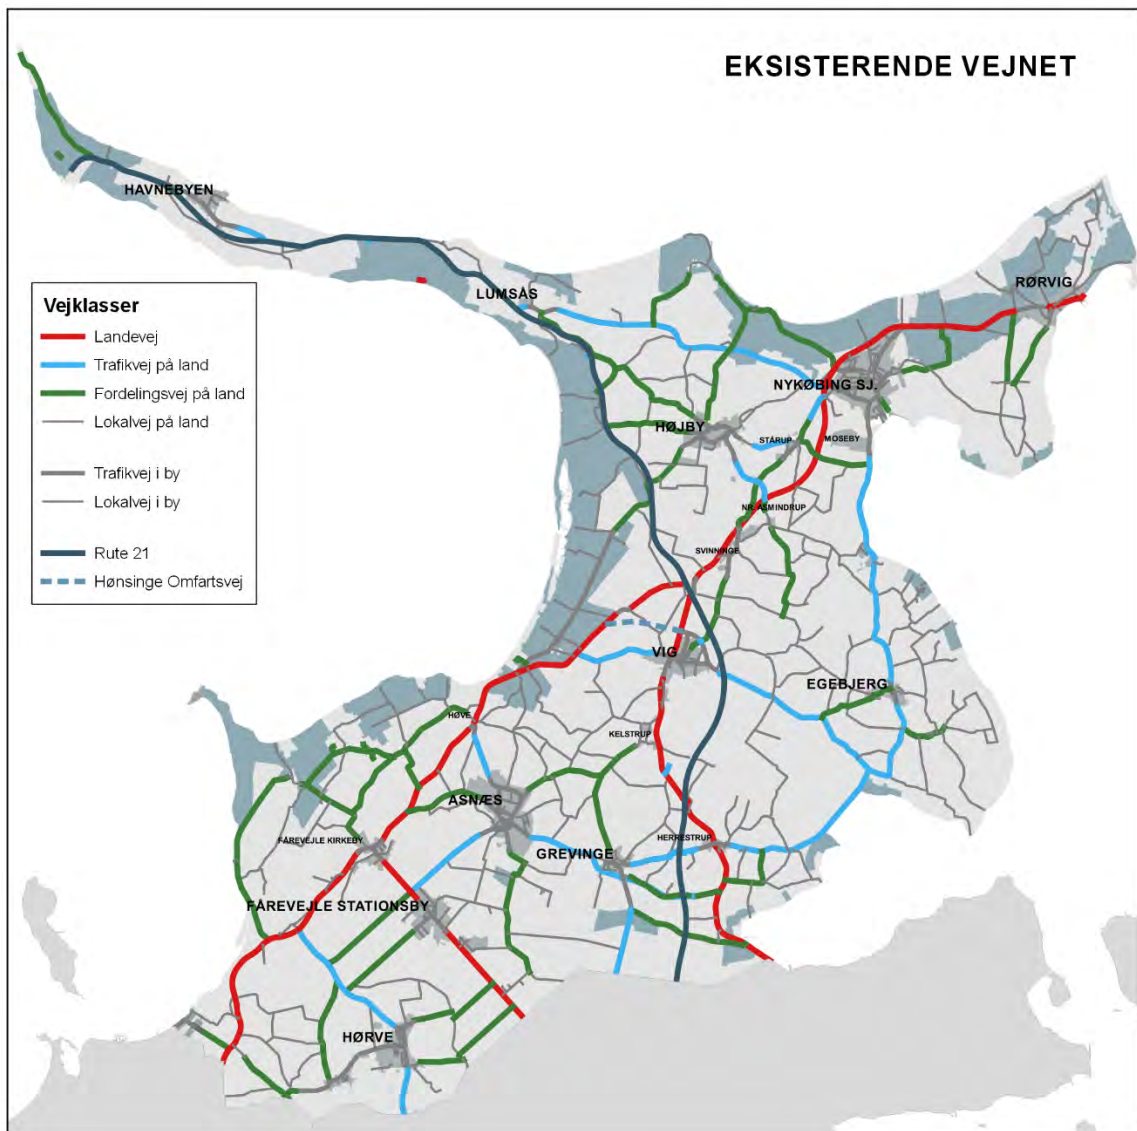 EKSISTERENDE VEJNET
HAVNEBYEN
LUMSÅS
RØRVIG
Vejklasser
Landevej
Trafikvej på land
Fordelingsvej på land
Lokalvej på land
Trafikvej i by
Lokalvej i by
Rute 21
Hønsinge Omfartsvej
NYKØBING SJ.
HØJBY
STÅRUP
MOSEBY
NR. ÅSMINDRUP
SVINNINGE
VIG
EGEBJERG
HØVE
KELSTRUP
ASNÆS
FÅREVEJLE KIRKEBY
HERRESTRUP
GREVINGE
FÅREVEJLE STATIONSBY
HØRVE